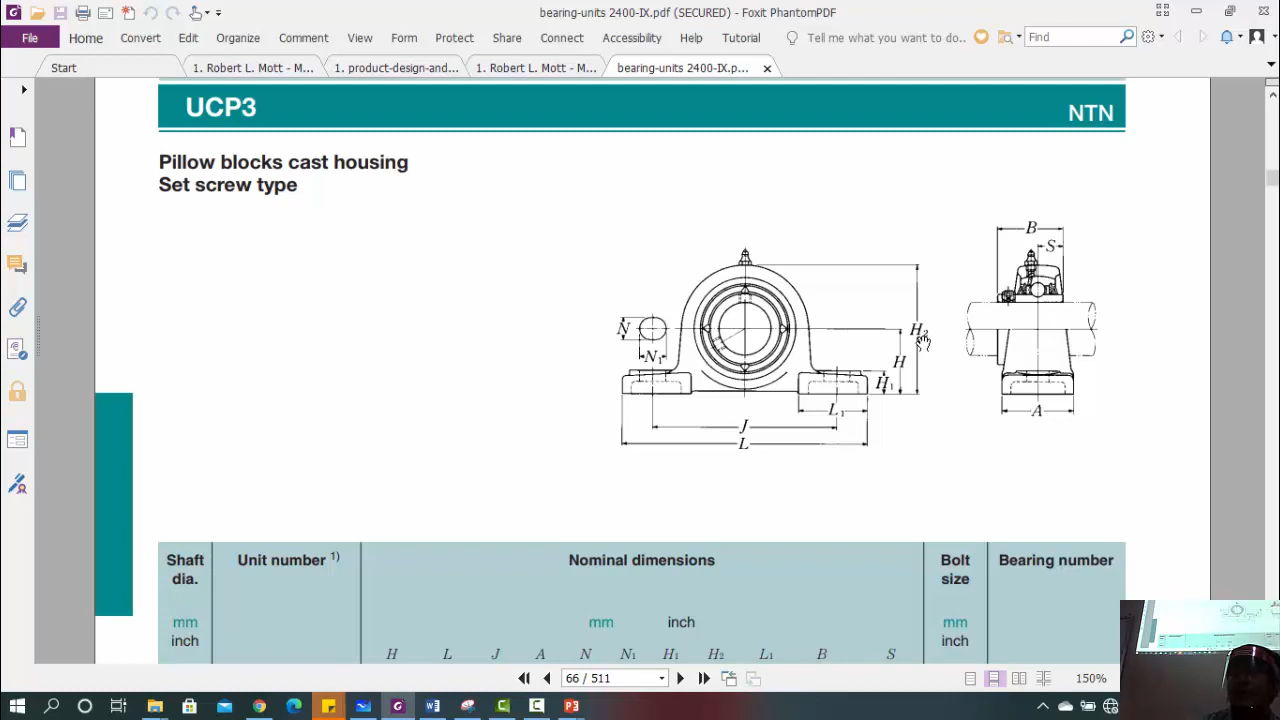 bearing-units 2400-IX.pdf (SECURED) - Foxit PhantomPDF
File Home Convert Edit Organize Comment View Form Protect Share Connect Accessibility Help Tutorial Tell me what you want to do.. Find
Start 1. Robert L. Mott - M... 1. product-design-and-... 1. Robert L. Mott - M... bearing-units 2400-IX.p...
UCP3 NTN
Pillow blocks cast housing
Set screw type
B
S
N
H2
N1
H
H1
L1
A
J
L
Shaft dia. Unit number 1) Nominal dimensions Bolt size Bearing number
mm mm inch mm
inch inch
H L J A N N1 H1 H2 L1 B S
66 / 511 150%